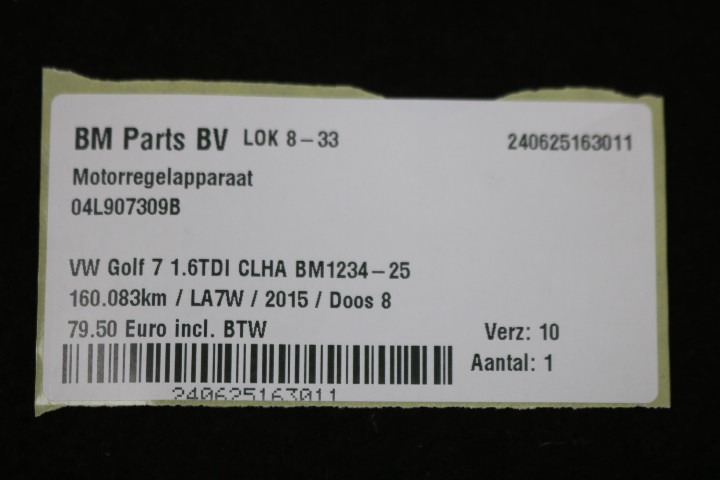 BM Parts BV LOK 8-33 240625163011
Motorregelapparaat
04L907309B
VW Golf 7 1.6TDI CLHA BM1234-25
160.083km / LA7W / 2015 / Doos 8
79.50 Euro incl. BTW Verz: 10
Aantal: 1
240625163011